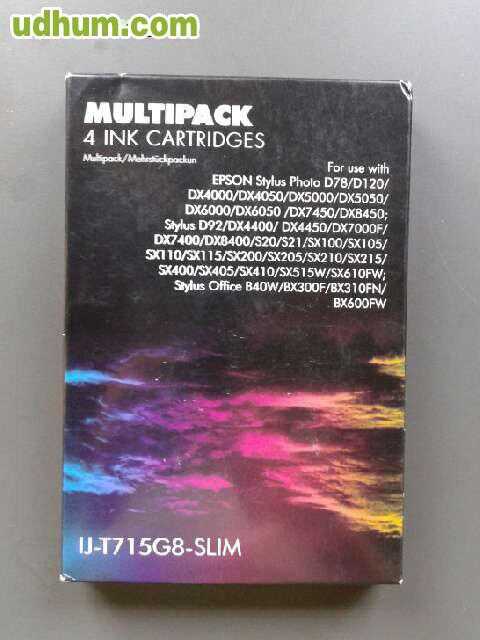 udhum.com
MULTIPACK
4 INK CARTRIDGES
Multipack/Mehrstückpackun
For use with
EPSON Stylus Photo D78/D120/
DX4000/DX4050/DX5000/DX5050/
DX6000/DX6050 /DX7450/DX8450;
Stylus D92/DX4400/ DX4450/DX7000F/
DX7400/DX8400/S20/S21/SX100/SX105/
SX110/SX115/SX200/SX205/SX210/SX215/
SX400/SX405/SX410/SX515W/SX610FW;
Stylus Office B40W/BX300F/BX310FN/
BX600FW
IJ-T715G8-SLIM